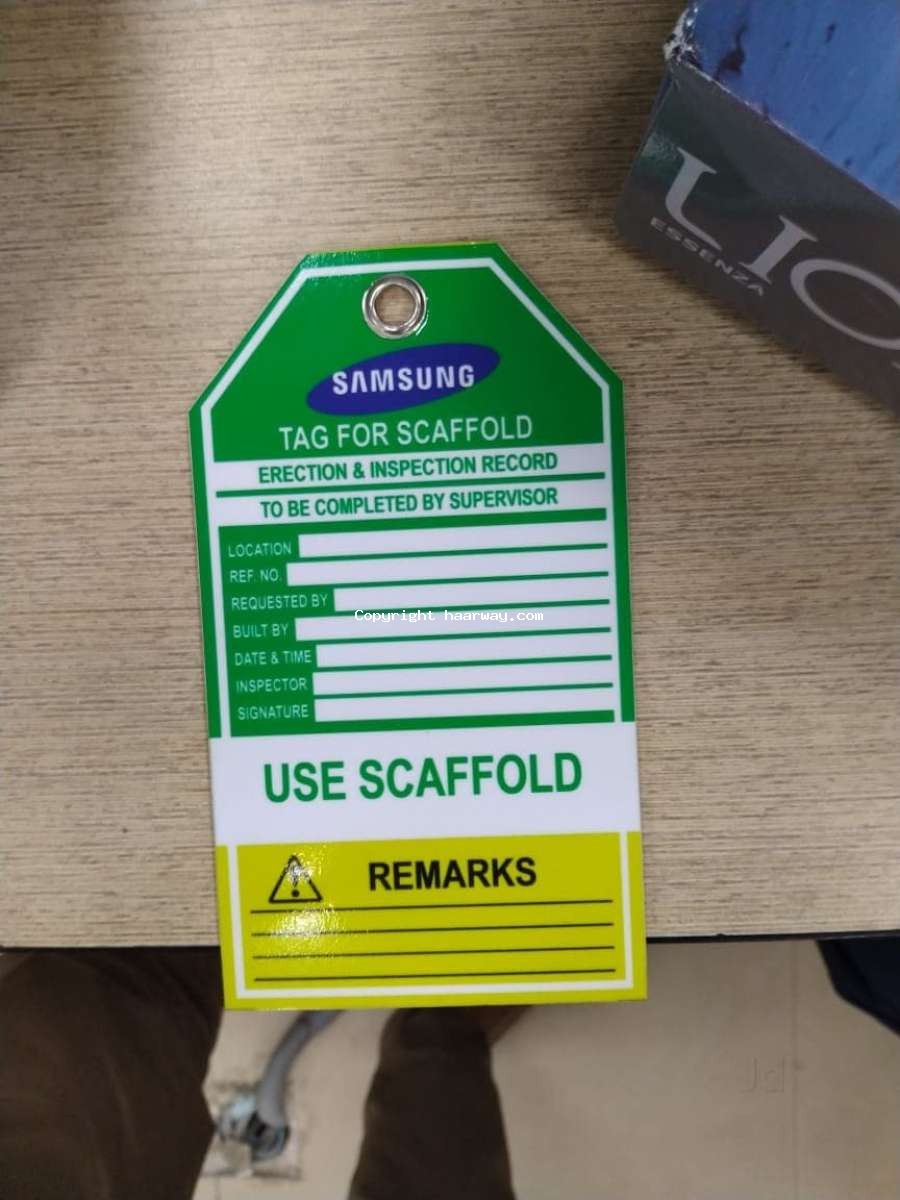 LIO
ESSENZA
SAMSUNG
TAG FOR SCAFFOLD
ERECTION & INSPECTION RECORD
TO BE COMPLETED BY SUPERVISOR
LOCATION
REF. NO.
REQUESTED BY
Copyright haarway.com
BUILT BY
DATE & TIME
INSPECTOR
SIGNATURE
USE SCAFFOLD
REMARKS
Jd